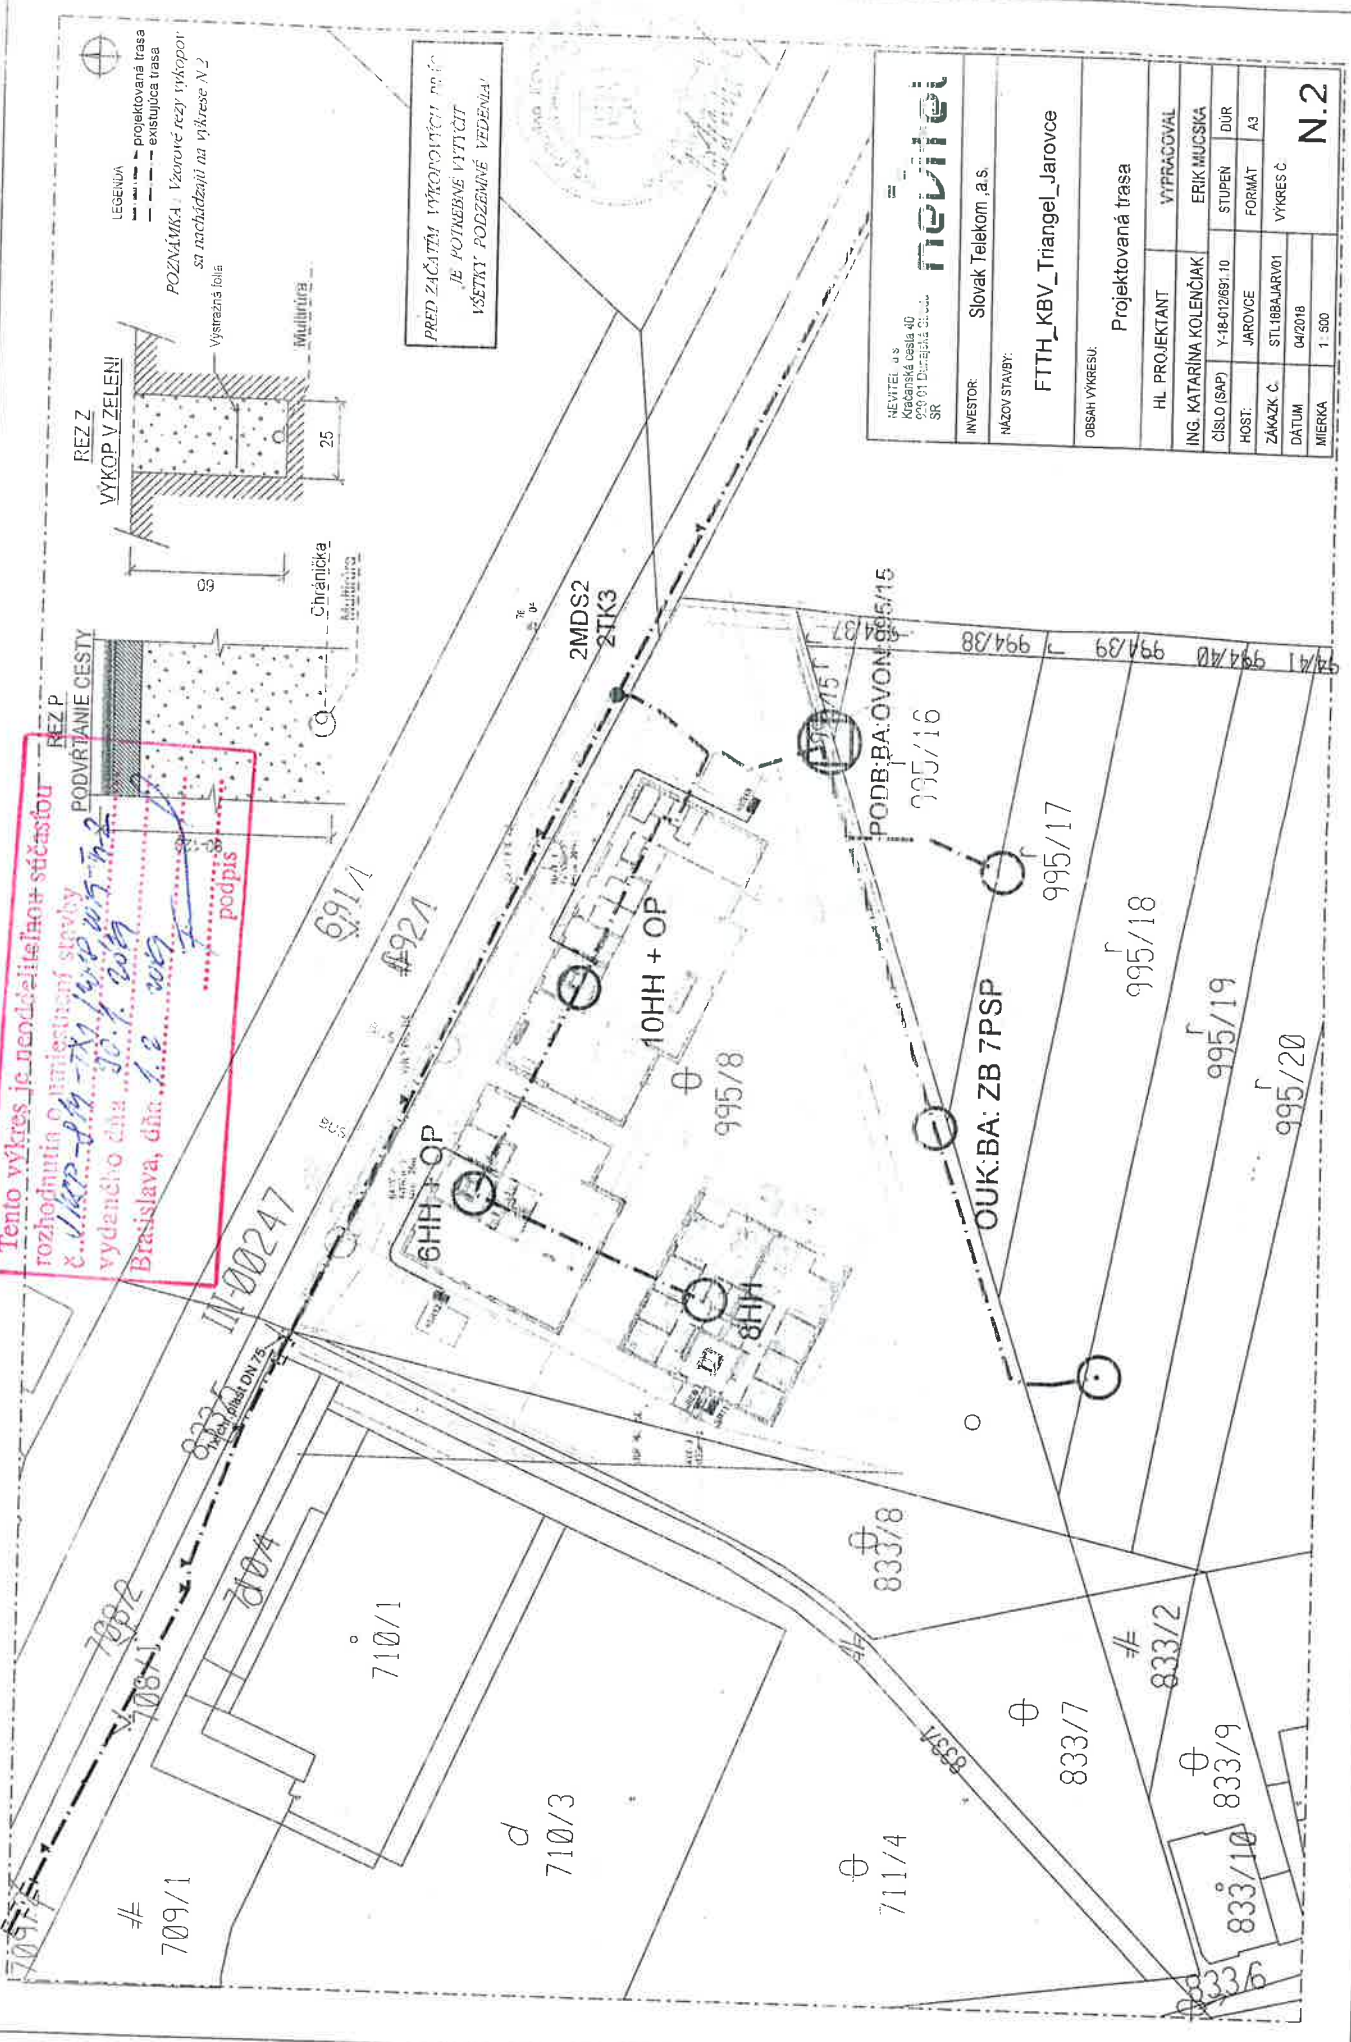 Tento výkres je neoddeliteľnou súčasťou
rozhodnutia o umiestnení stavby
vydaného dňa
Bratislava, dňa
podpis
REZ P
PODVŔTANIE CESTY
Chránička
Multirúra
REZ Z
VÝKOP V ZELENI
25
Výstražná fólia
Multirúra
LEGENDA
projektovaná trasa
existujúca trasa
POZNÁMKA : Vzorové rezy výkopov
sa nachádzajú na výkrese N 2
PRED ZAČATÍM VÝKOPOVÝCH PRÁC
JE POTREBNÉ VYTÝČIŤ
VŠETKY PODZEMNÉ VEDENIA!
NEVITEL a.s.
Kračanská cesta 40
929 01 Dunajská Streda
SR
nevitel
INVESTOR:
Slovak Telekom ,a.s.
NÁZOV STAVBY:
FTTH_KBV_Triangel_Jarovce
OBSAH VÝKRESU:
Projektovaná trasa
HL. PROJEKTANT
VYPRACOVAL
ING. KATARÍNA KOLENČIAK
ERIK MUCSKA
ČÍSLO (SAP)
Y-18-012/691.10
STUPEŇ
DÚR
HOST:
JAROVCE
FORMÁT
A3
ZÁKAZK. Č.
STL18BAJARV01
VÝKRES Č.
DÁTUM
04/2018
MIERKA
1 : 500
N.2
691/1
692/1
IN-00247
BUS
2MDS2
2TK3
6HH + OP
10HH + OP
8HH
995/8
PODB:BA:OVON 995/15
995/16
995/17
995/18
995/19
995/20
994/37
994/38
994/39
994/40
994/41
OUK:BA: ZB 7PSP
833/5
708/2
708/1
709/1
710/4
710/1
710/3
711/4
833/1
833/8
833/7
833/2
833/9
833/10
833/6